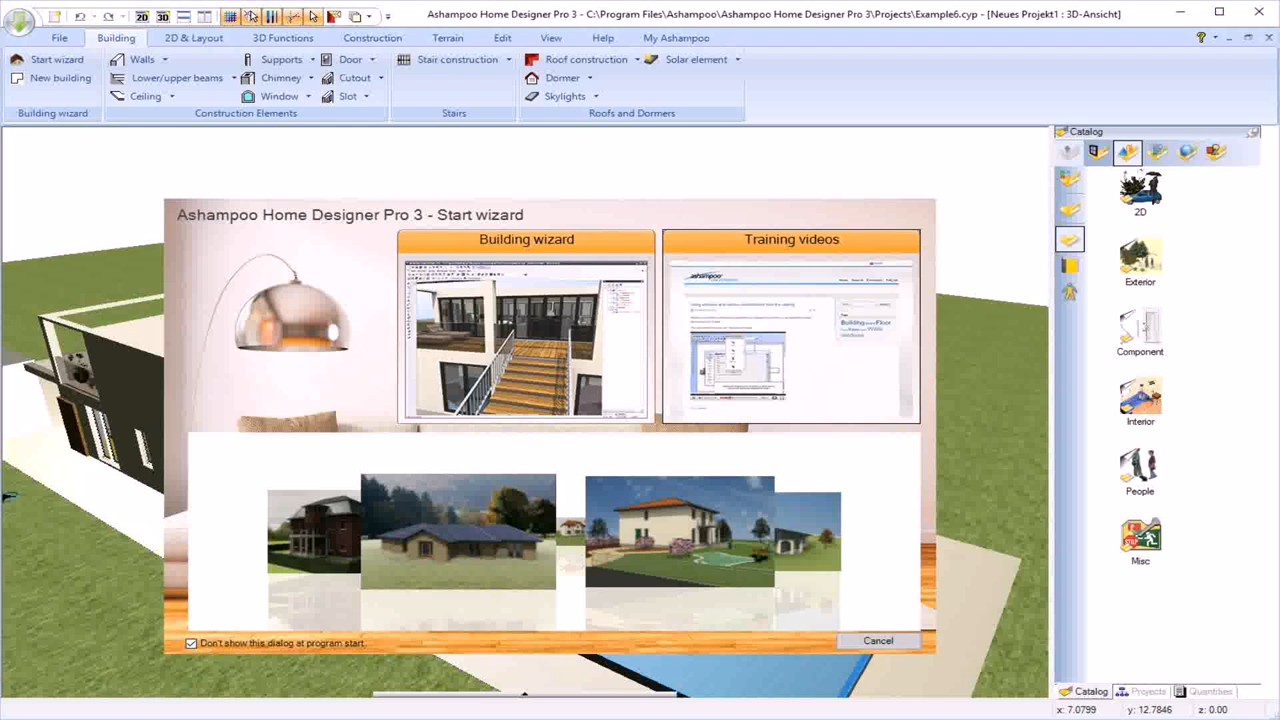 2D 3D Ashampoo Home Designer Pro 3 - C:\Program Files\Ashampoo\Ashampoo Home Designer Pro 3\Projects\Example6.cyp - [Neues Projekt1 : 3D-Ansicht]
File Building 2D & Layout 3D Functions Construction Terrain Edit View Help My Ashampoo
Start wizard Walls Supports Door Stair construction Roof construction Solar element
New building Lower/upper beams Chimney Cutout Dormer
Ceiling Window Slot Skylights
Building wizard Construction Elements Stairs Roofs and Dormers
Catalog
Ashampoo Home Designer Pro 3 - Start wizard
Building wizard Training videos
2D
Exterior
Component
Interior
People
STOP
Misc
Don't show this dialog at program start.
Cancel
Catalog Projects Quantities
x: 7.0799 y: 12.7846 z: 0.00